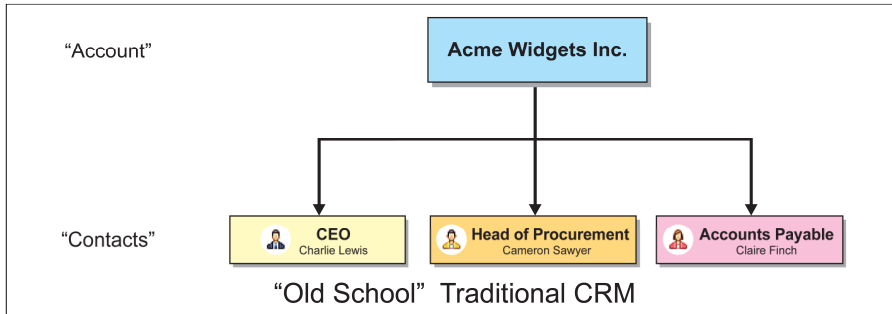 “Account”
Acme Widgets Inc.
“Contacts”
CEO
Charlie Lewis
Head of Procurement
Cameron Sawyer
Accounts Payable
Claire Finch
“Old School” Traditional CRM